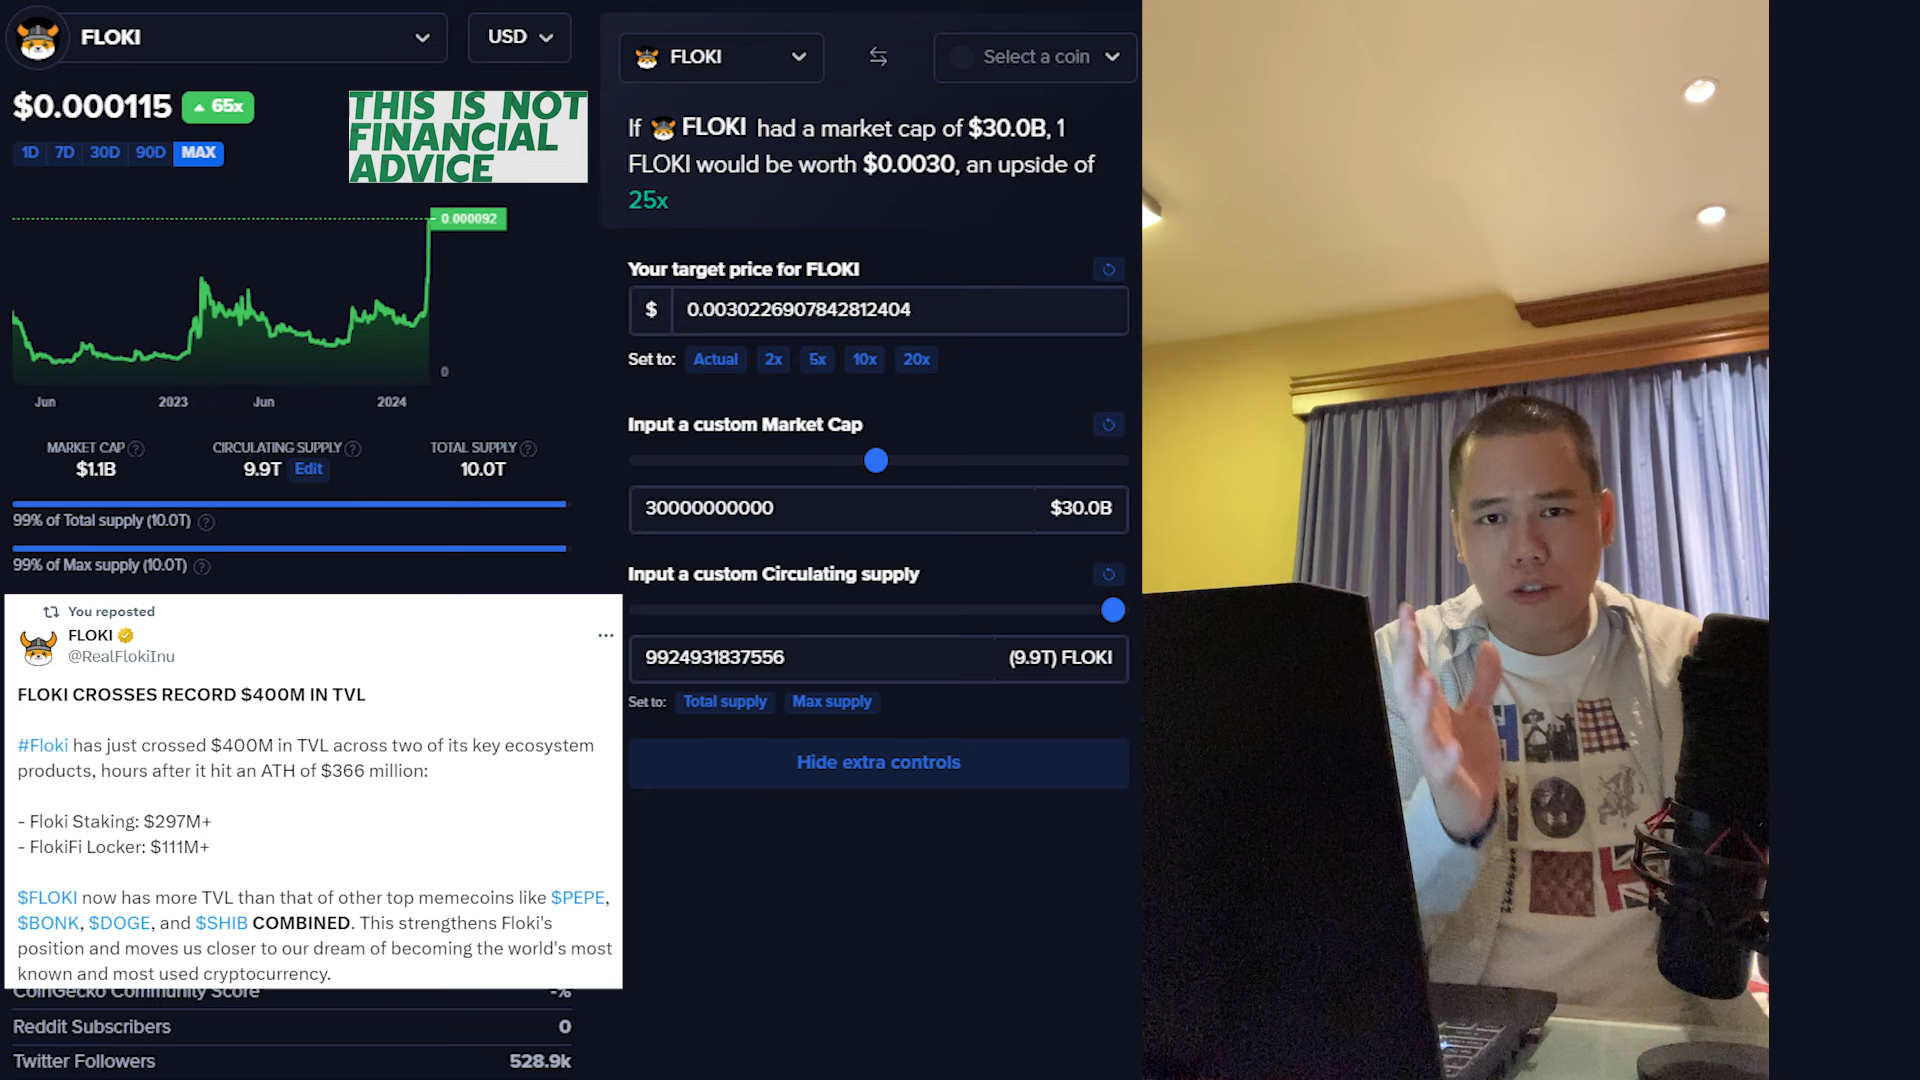 FLOKI
USD
$0.000115
65x
1D 7D 30D 90D MAX
THIS IS NOT
FINANCIAL
ADVICE
0.000092
0
Jun 2023 Jun 2024
MARKET CAP
$1.1B
CIRCULATING SUPPLY
9.9T Edit
TOTAL SUPPLY
10.0T
99% of Total supply (10.0T)
99% of Max supply (10.0T)
You reposted
FLOKI
@RealFlokiInu
FLOKI CROSSES RECORD $400M IN TVL
#Floki has just crossed $400M in TVL across two of its key ecosystem
products, hours after it hit an ATH of $366 million:
- Floki Staking: $297M+
- FlokiFi Locker: $111M+
$FLOKI now has more TVL than that of other top memecoins like $PEPE,
$BONK, $DOGE, and $SHIB COMBINED. This strengthens Floki's
position and moves us closer to our dream of becoming the world's most
known and most used cryptocurrency.
CoinGecko Community Score -%
Reddit Subscribers 0
Twitter Followers 528.9k
FLOKI
Select a coin
If FLOKI had a market cap of $30.0B, 1
FLOKI would be worth $0.0030, an upside of
25x
Your target price for FLOKI
$ 0.0030226907842812404
Set to: Actual 2x 5x 10x 20x
Input a custom Market Cap
30000000000 $30.0B
Input a custom Circulating supply
9924931837556 (9.9T) FLOKI
Set to: Total supply Max supply
Hide extra controls